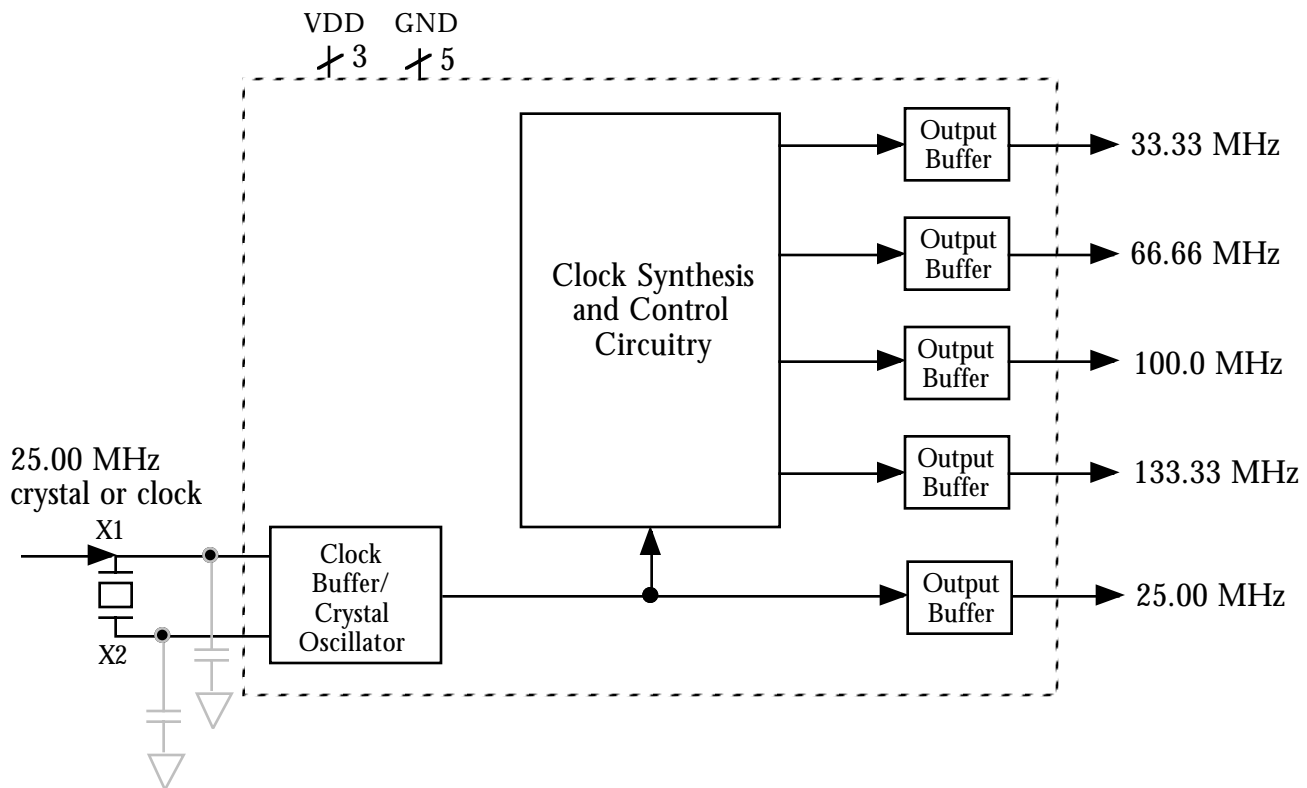 VDD GND
3 5
Output
Buffer
33.33 MHz
Output
Buffer
66.66 MHz
Clock Synthesis
and Control
Circuitry
Output
Buffer
100.0 MHz
Output
Buffer
133.33 MHz
25.00 MHz
crystal or clock
X1
X2
Clock
Buffer/
Crystal
Oscillator
Output
Buffer
25.00 MHz